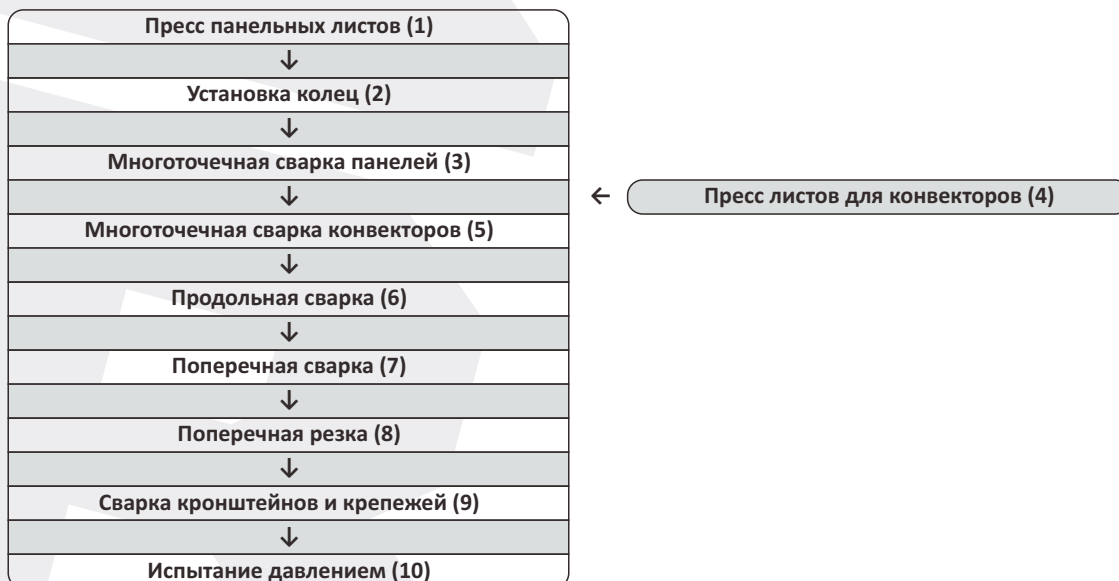 Пресс панельных листов (1)
↓
Установка колец (2)
↓
Многоточечная сварка панелей (3)
↓
← Пресс листов для конвекторов (4)
Многоточечная сварка конвекторов (5)
↓
Продольная сварка (6)
↓
Поперечная сварка (7)
↓
Поперечная резка (8)
↓
Сварка кронштейнов и крепежей (9)
↓
Испытание давлением (10)